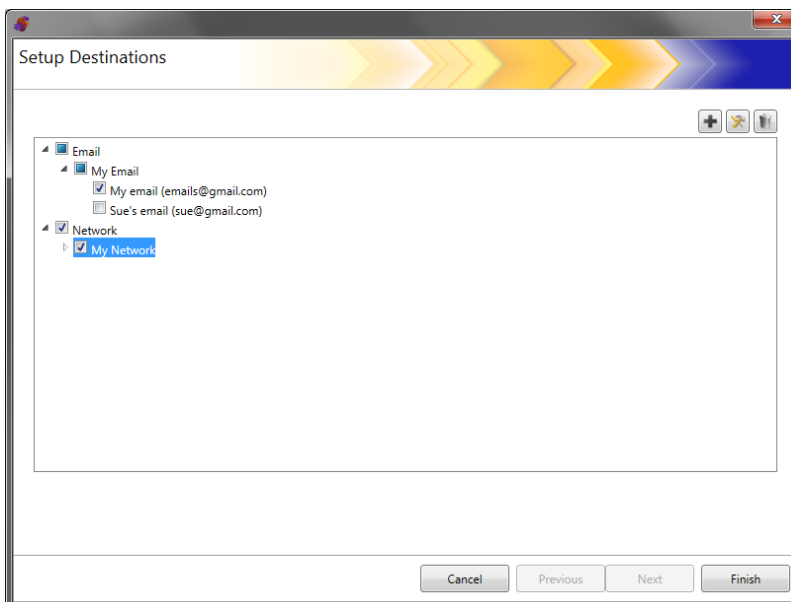 Setup Destinations
Email
My Email
My email (emails@gmail.com)
Sue's email (sue@gmail.com)
Network
My Network
Cancel Previous Next Finish